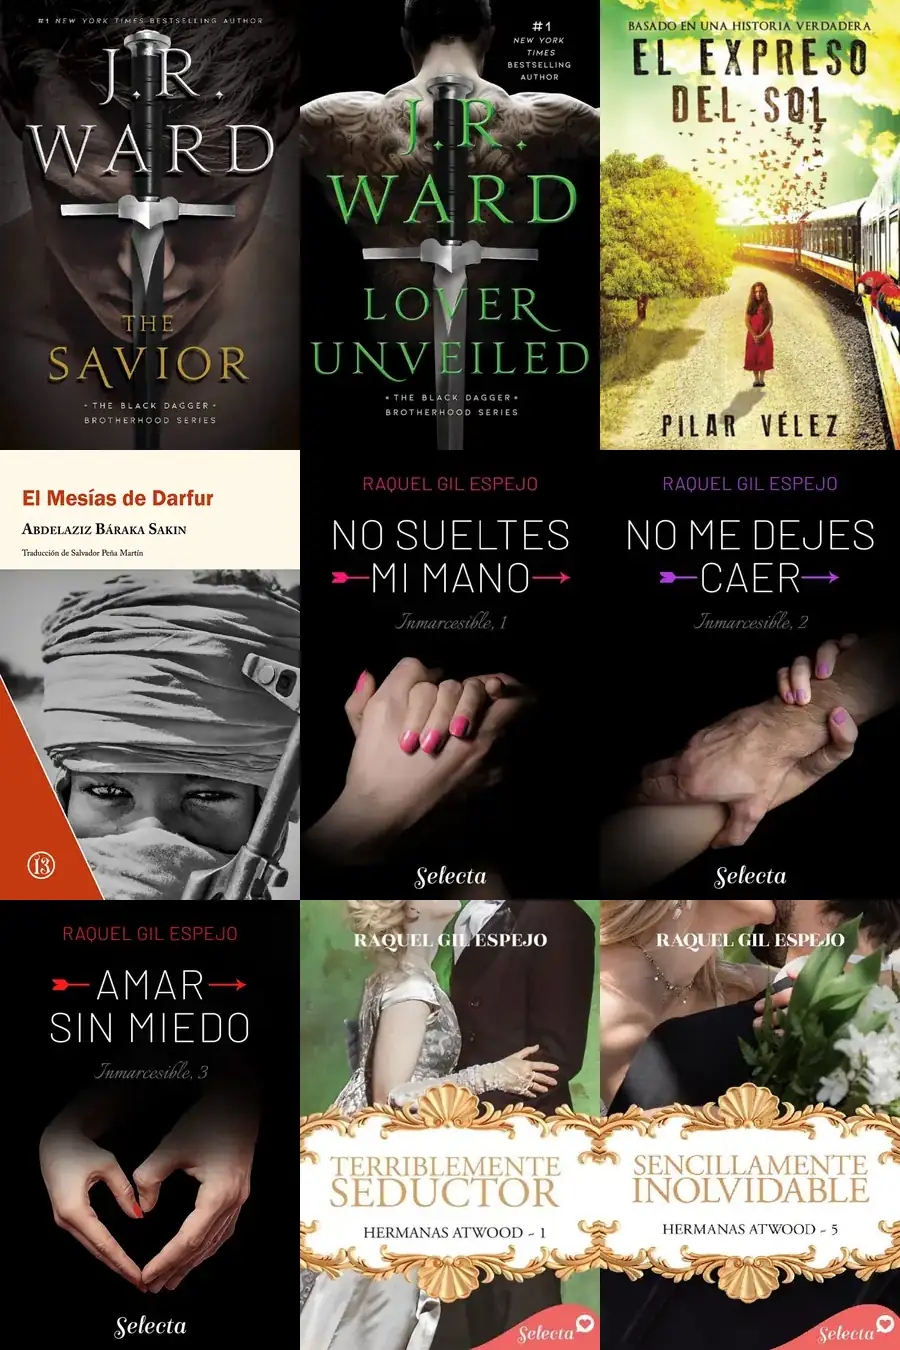 #1 NEW YORK TIMES BESTSELLING AUTHOR
J.R.
WARD
THE
SAVIOR
• THE BLACK DAGGER •
BROTHERHOOD SERIES
#1
NEW YORK
TIMES
BESTSELLING
AUTHOR
J.R.
WARD
LOVER
UNVEILED
• THE BLACK DAGGER •
BROTHERHOOD SERIES
BASADO EN UNA HISTORIA VERDADERA
EL EXPRESO
DEL SOL
PILAR VÉLEZ
El Mesías de Darfur
ABDELAZIZ BÁRAKA SAKIN
Traducción de Salvador Peña Martín
13
RAQUEL GIL ESPEJO
NO SUELTES
MI MANO
Inmarcesible, 1
Selecta
RAQUEL GIL ESPEJO
NO ME DEJES
CAER
Inmarcesible, 2
Selecta
RAQUEL GIL ESPEJO
AMAR
SIN MIEDO
Inmarcesible, 3
Selecta
RAQUEL GIL ESPEJO
TERRIBLEMENTE
SEDUCTOR
HERMANAS ATWOOD - 1
Selecta
RAQUEL GIL ESPEJO
SENCILLAMENTE
INOLVIDABLE
HERMANAS ATWOOD - 5
Selecta